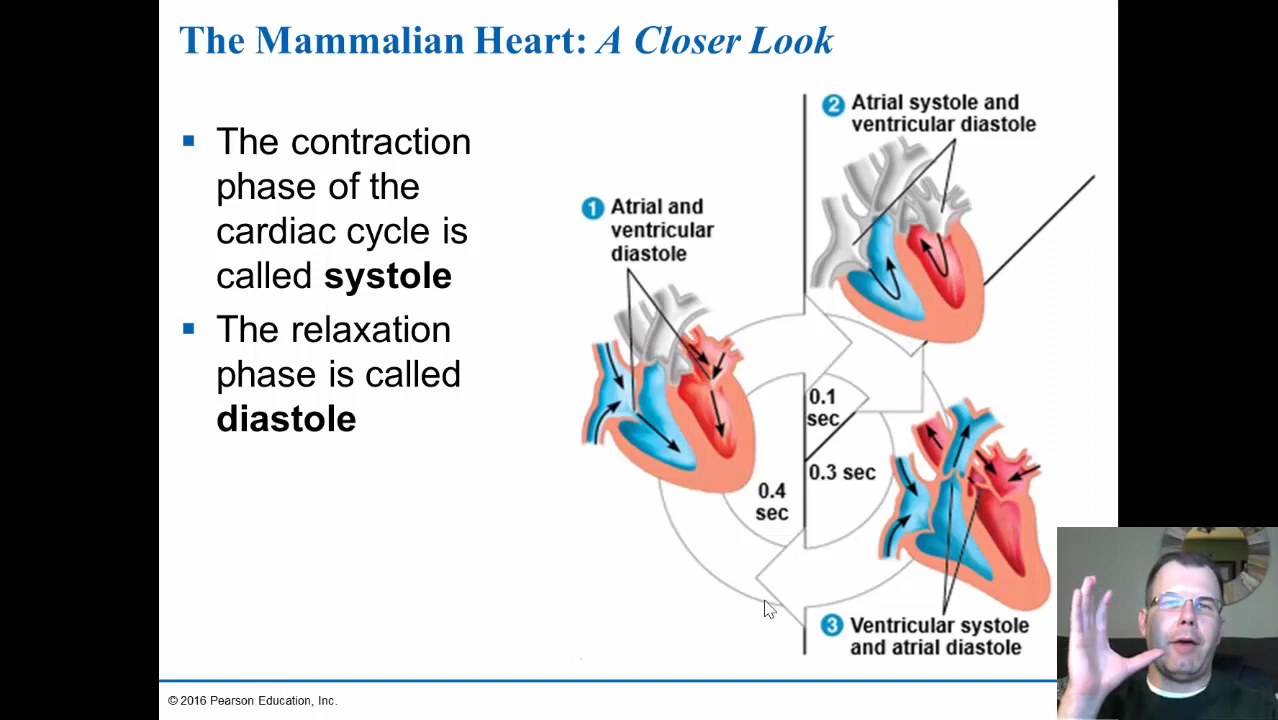 The Mammalian Heart: A Closer Look
▪ The contraction
phase of the
cardiac cycle is
called systole
▪ The relaxation
phase is called
diastole
1 Atrial and
ventricular
diastole
2 Atrial systole and
ventricular diastole
0.1
sec
0.3 sec
0.4
sec
3 Ventricular systole
and atrial diastole
© 2016 Pearson Education, Inc.